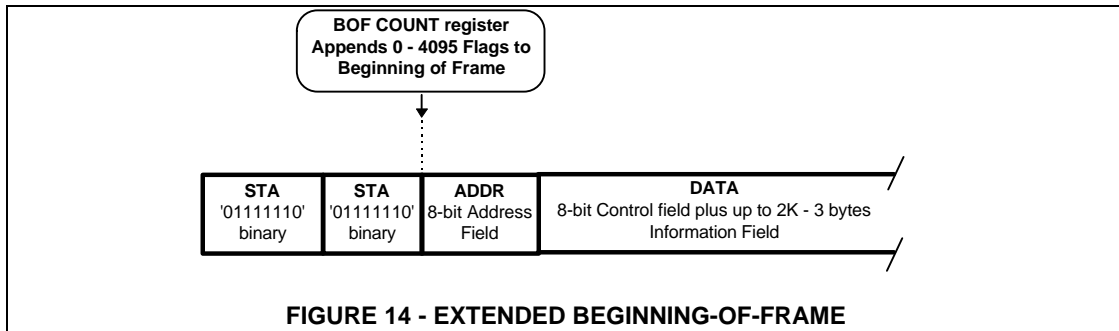 BOF COUNT register
Appends 0 - 4095 Flags to
Beginning of Frame
STA
'01111110'
binary
STA
'01111110'
binary
ADDR
8-bit Address
Field
DATA
8-bit Control field plus up to 2K - 3 bytes
Information Field
FIGURE 14 - EXTENDED BEGINNING-OF-FRAME